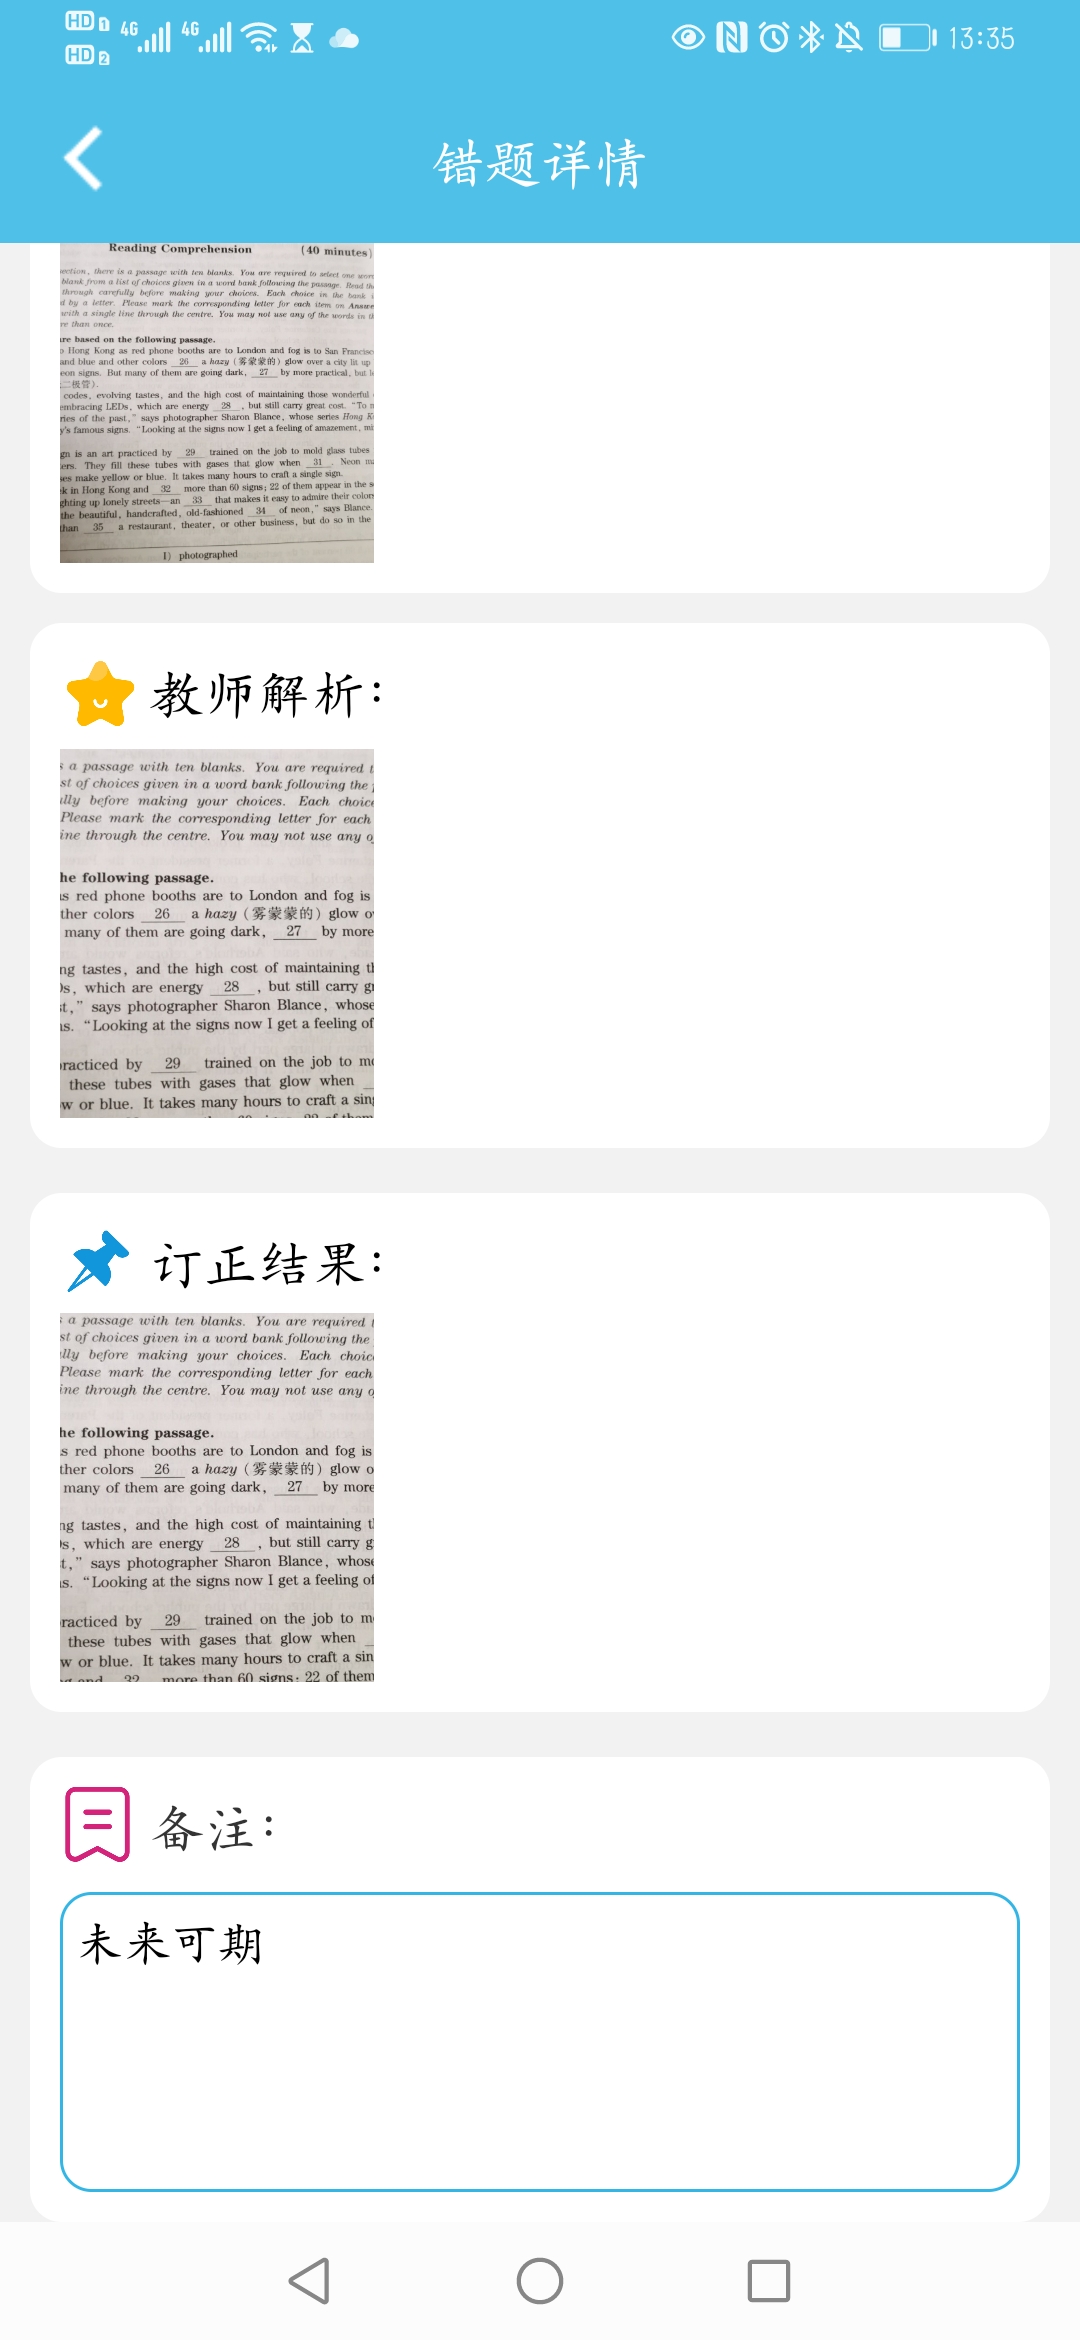 HD 1 4G 4G 13:35
HD 2
错题详情
Reading Comprehension (40 minutes)
ection, there is a passage with ten blanks. You are required to select one wor
blank from a list of choices given in a word bank following the passage. Read th
through carefully before making your choices. Each choice in the bank i
d by a letter. Please mark the corresponding letter for each item on Answe
with a single line through the centre. You may not use any of the words in th
re than once.
are based on the following passage.
o Hong Kong as red phone booths are to London and fog is to San Francisc
and blue and other colors 26 a hazy (雾蒙蒙的) glow over a city lit up
eon signs. But many of them are going dark, 27 by more practical, but l
二极管).
codes, evolving tastes, and the high cost of maintaining those wonderful
embracing LEDs, which are energy 28 , but still carry great cost. "To m
ries of the past," says photographer Sharon Blance, whose series Hong K
y's famous signs. "Looking at the signs now I get a feeling of amazement, mi
gn is an art practiced by 29 trained on the job to mold glass tubes
ers. They fill these tubes with gases that glow when 31 . Neon ma
ses make yellow or blue. It takes many hours to craft a single sign.
k in Hong Kong and 32 more than 60 signs; 22 of them appear in the s
ghting up lonely streets—an 33 that makes it easy to admire their color
the beautiful, handcrafted, old-fashioned 34 of neon," says Blance.
than 35 a restaurant, theater, or other business, but do so in the
I) photographed
教师解析:
s a passage with ten blanks. You are required t
st of choices given in a word bank following the
lly before making your choices. Each choice
Please mark the corresponding letter for each
ine through the centre. You may not use any o
he following passage.
s red phone booths are to London and fog is
ther colors 26 a hazy (雾蒙蒙的) glow o
many of them are going dark, 27 by more
ng tastes, and the high cost of maintaining t
s, which are energy 28 , but still carry g
st," says photographer Sharon Blance, whose
ns. "Looking at the signs now I get a feeling of
racticed by 29 trained on the job to m
these tubes with gases that glow when
w or blue. It takes many hours to craft a sing
订正结果:
a passage with ten blanks. You are required
st of choices given in a word bank following the
lly before making your choices. Each choic
Please mark the corresponding letter for each
ine through the centre. You may not use any o
he following passage.
s red phone booths are to London and fog is
ther colors 26 a hazy (雾蒙蒙的) glow o
many of them are going dark, 27 by more
ng tastes, and the high cost of maintaining t
s, which are energy 28 , but still carry g
t," says photographer Sharon Blance, whose
ns. "Looking at the signs now I get a feeling of
racticed by 29 trained on the job to m
these tubes with gases that glow when
w or blue. It takes many hours to craft a sin
and 32 more than 60 signs; 22 of them
备注:
未来可期